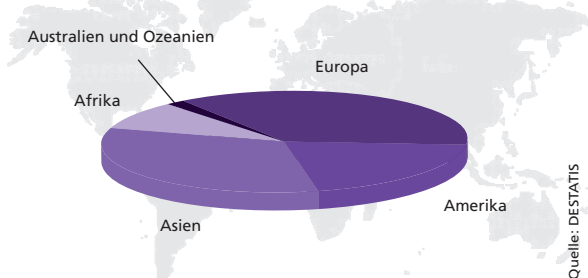 Australien und Ozeanien
Europa
Afrika
Asien
Amerika
Quelle: DESTATIS